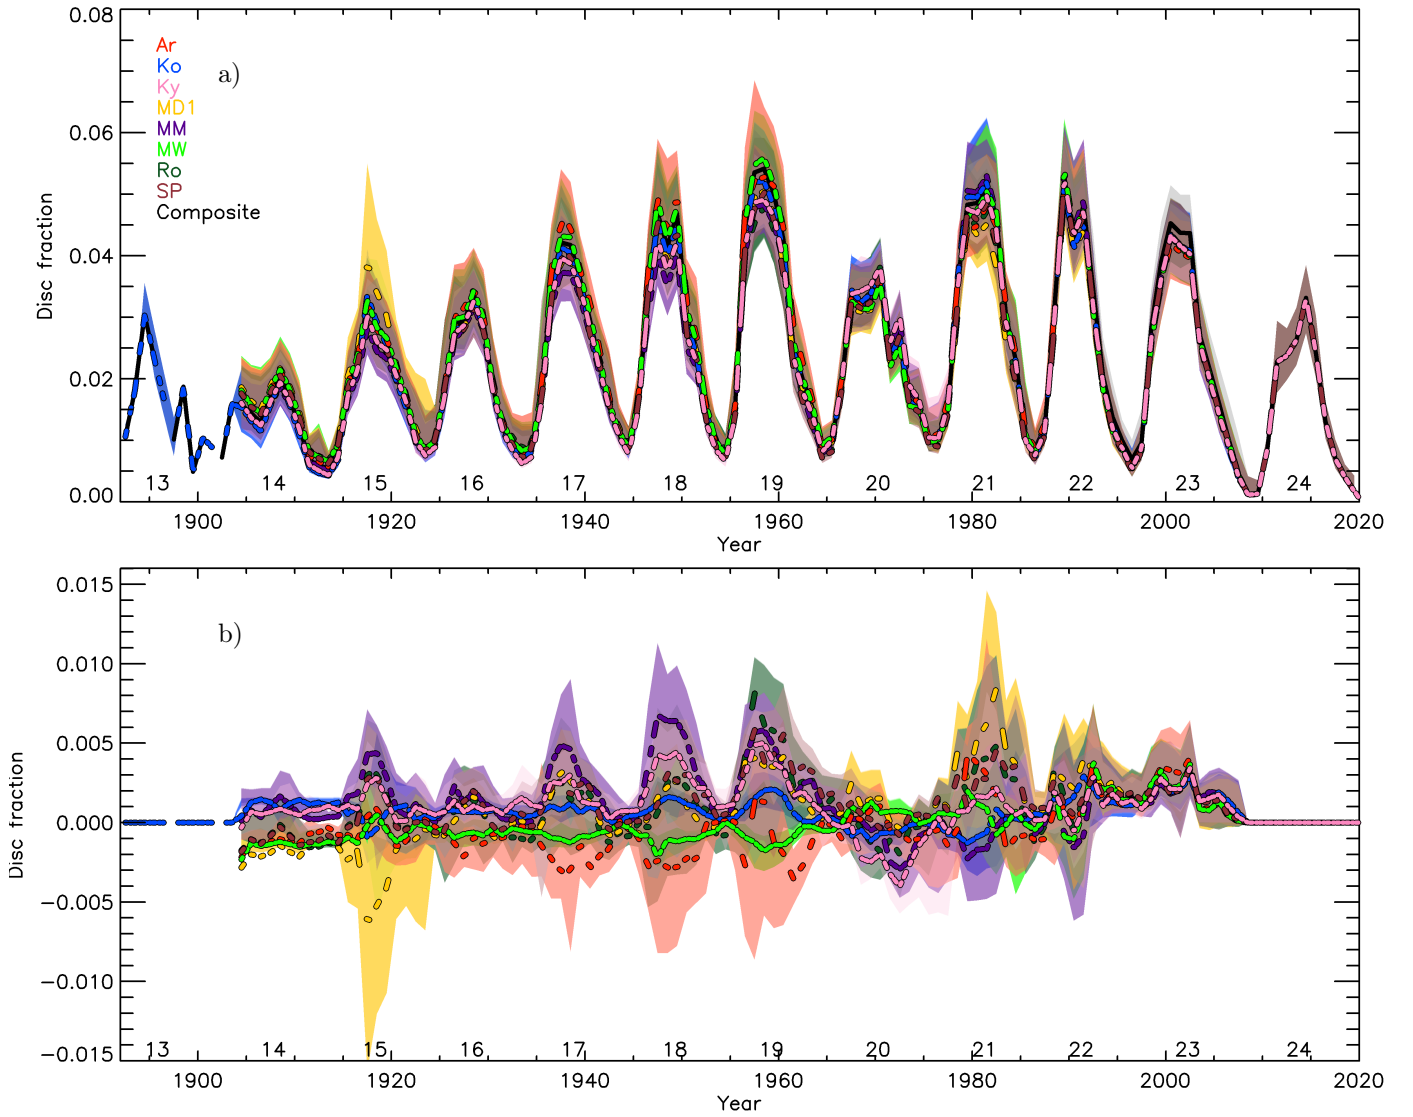 0.08
Ar
Ko
a)
Ky
MD1
0.06
MM
MW
Ro
SP
Composite
0.04
Disc fraction
0.02
0.00
13 14 15 16 17 18 19 20 21 22 23 24
1900 1920 1940 1960 1980 2000 2020
Year
0.015
b)
0.010
0.005
0.000
Disc fraction
−0.005
−0.010
−0.015
13 14 15 16 17 18 19 20 21 22 23 24
1900 1920 1940 1960 1980 2000 2020
Year